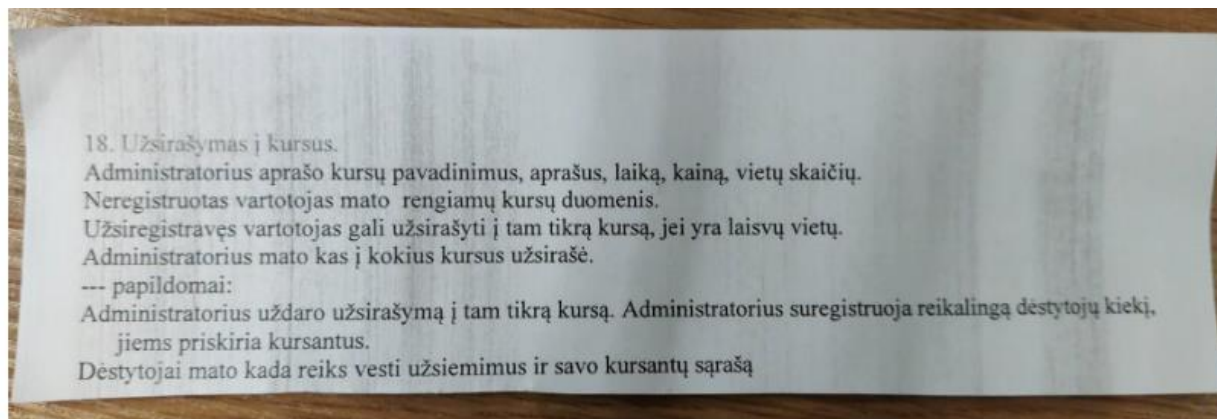 18. Užsirašymas į kursus.
Administratorius aprašo kursų pavadinimus, aprašus, laiką, kainą, vietų skaičių.
Neregistruotas vartotojas mato rengiamų kursų duomenis.
Užsiregistravęs vartotojas gali užsirašyti į tam tikrą kursą, jei yra laisvų vietų.
Administratorius mato kas į kokius kursus užsirašė.
--- papildomai:
Administratorius uždaro užsirašymą į tam tikrą kursą. Administratorius suregistruoja reikalingą dėstytojų kiekį,
jiems priskiria kursantus.
Dėstytojai mato kada reiks vesti užsiemimus ir savo kursantų sąrašą